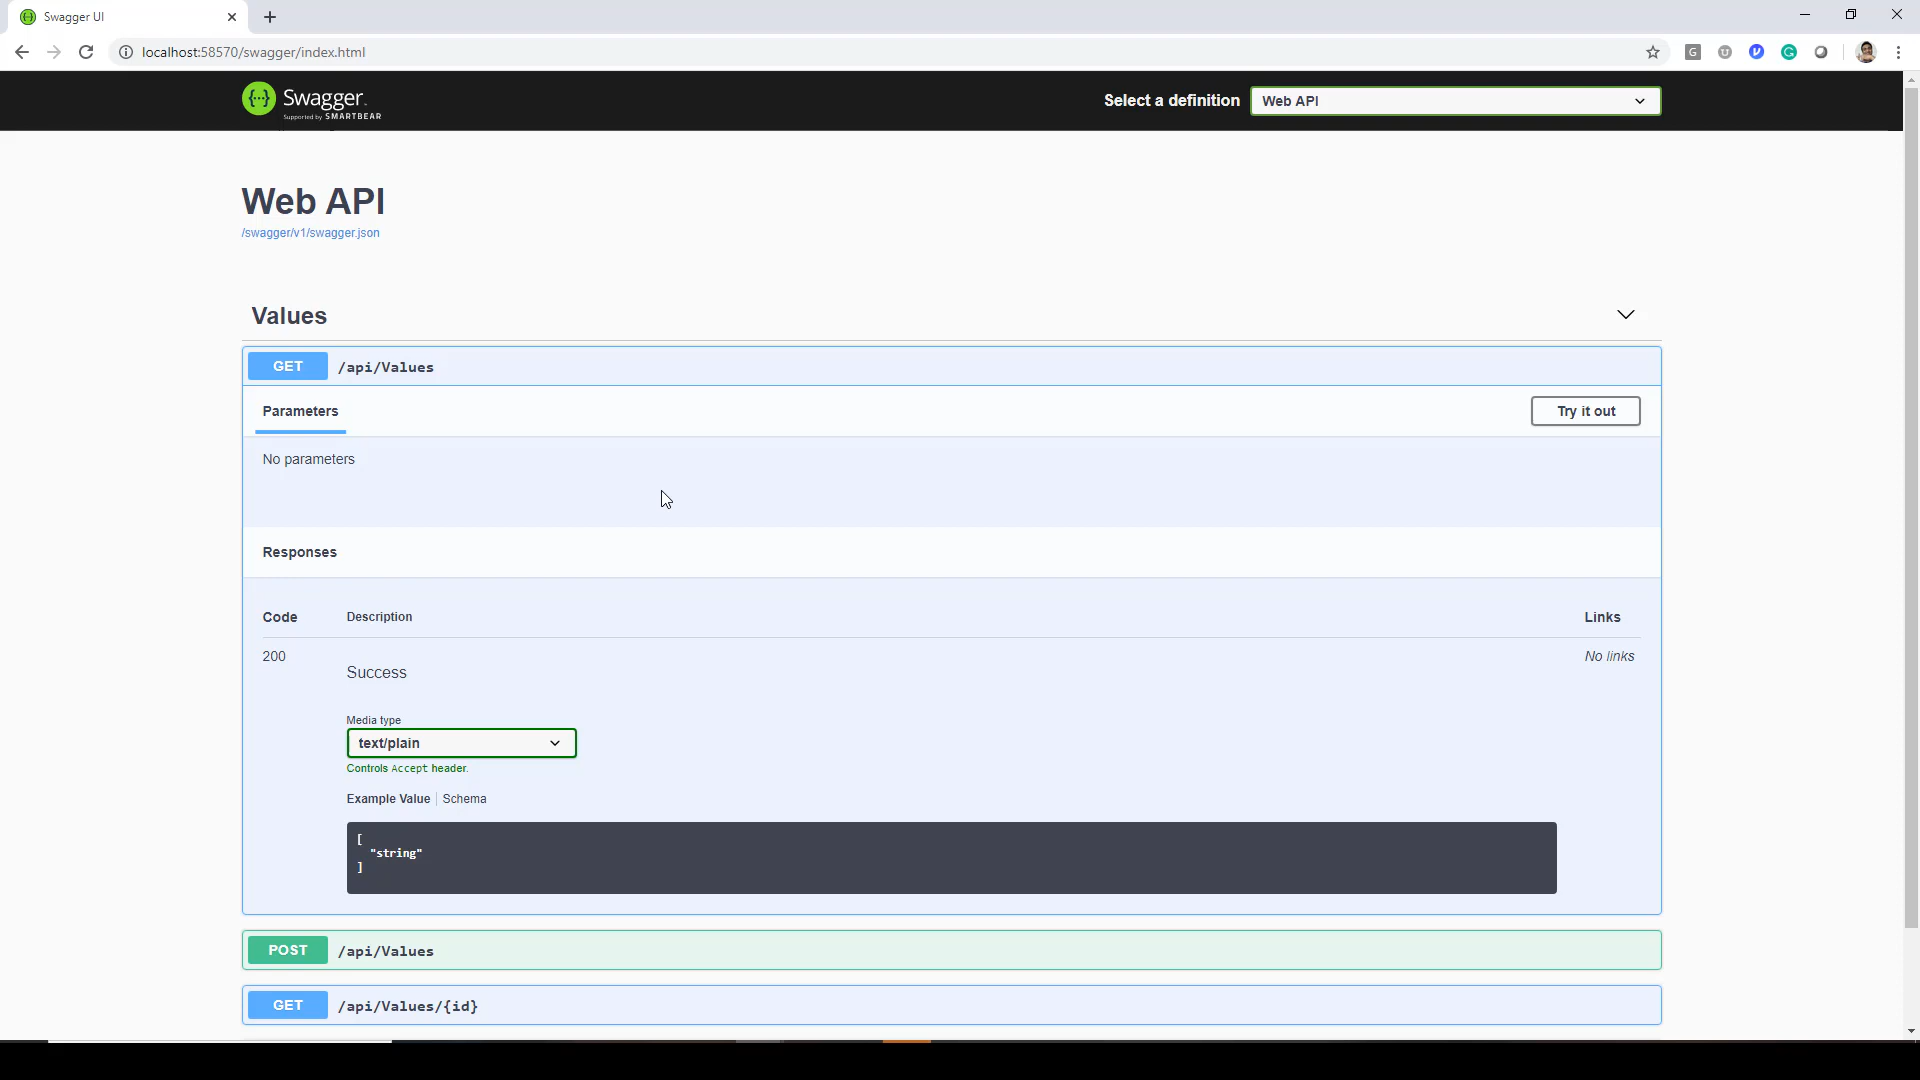 Swagger UI
localhost:58570/swagger/index.html
Swagger.
Supported by SMARTBEAR
Select a definition
Web API
Web API
/swagger/v1/swagger.json
Values
GET /api/Values
Parameters
Try it out
No parameters
Responses
Code Description Links
200 Success No links
Media type
text/plain
Controls Accept header.
Example Value Schema
[
"string"
]
POST /api/Values
GET /api/Values/{id}